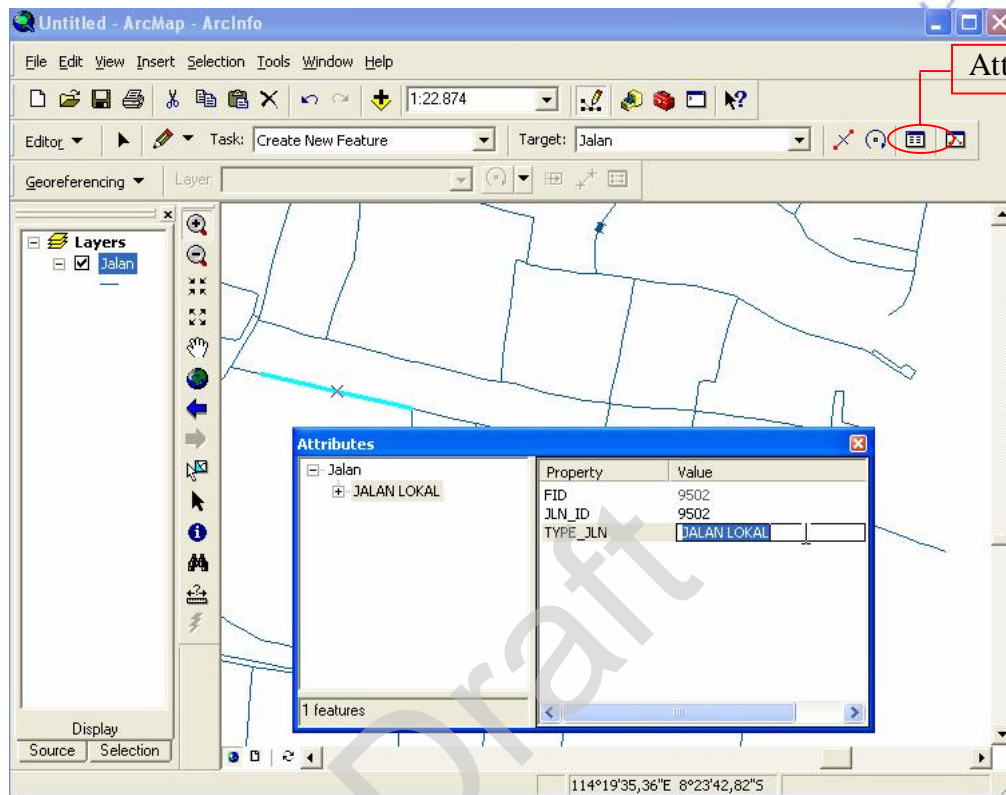 Untitled - ArcMap - ArcInfo
File Edit View Insert Selection Tools Window Help
Att
1:22.874
Editor Task: Create New Feature Target: Jalan
Georeferencing Layer:
Layers
Jalan
Attributes
Jalan
JALAN LOKAL
Property Value
FID 9502
JLN_ID 9502
TYPE_JLN JALAN LOKAL
1 features
Display
Source Selection
114°19'35,36"E 8°23'42,82"S
Draft